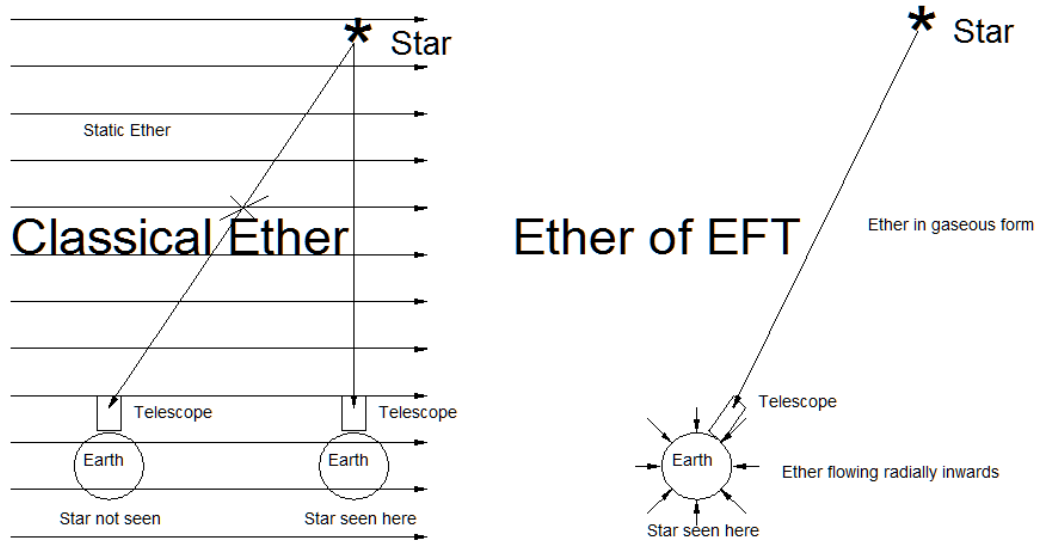 Star
Static Ether
Classical Ether
Telescope
Telescope
Earth
Earth
Star not seen
Star seen here
Star
Ether of EFT
Ether in gaseous form
Telescope
Earth
Ether flowing radially inwards
Star seen here